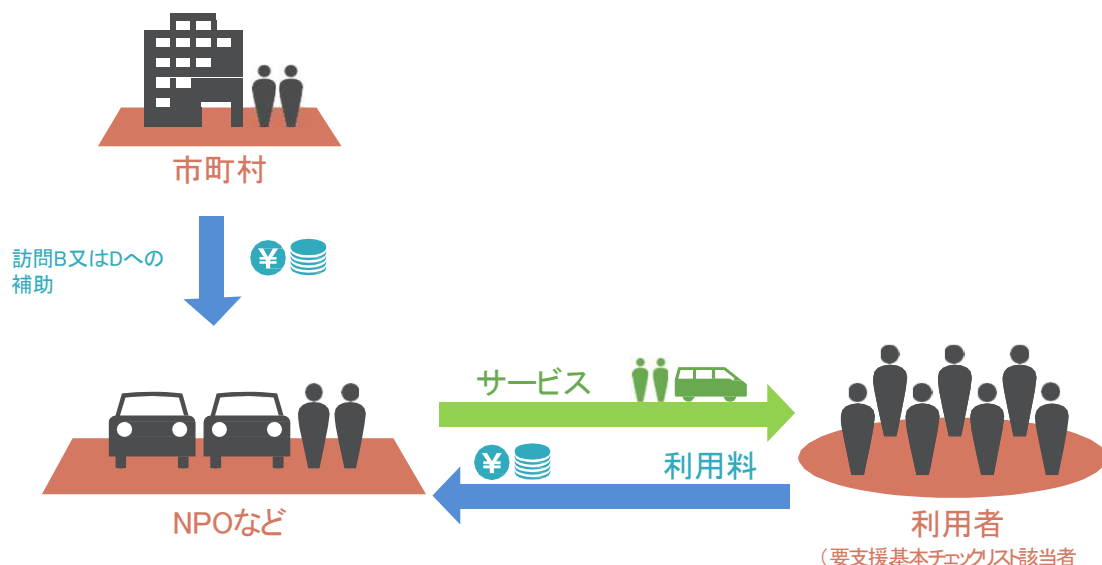 市町村
訪問B又はDへの
補助
¥
サービス
¥
利用料
NPOなど
利用者
(要支援基本チェックリスト該当者